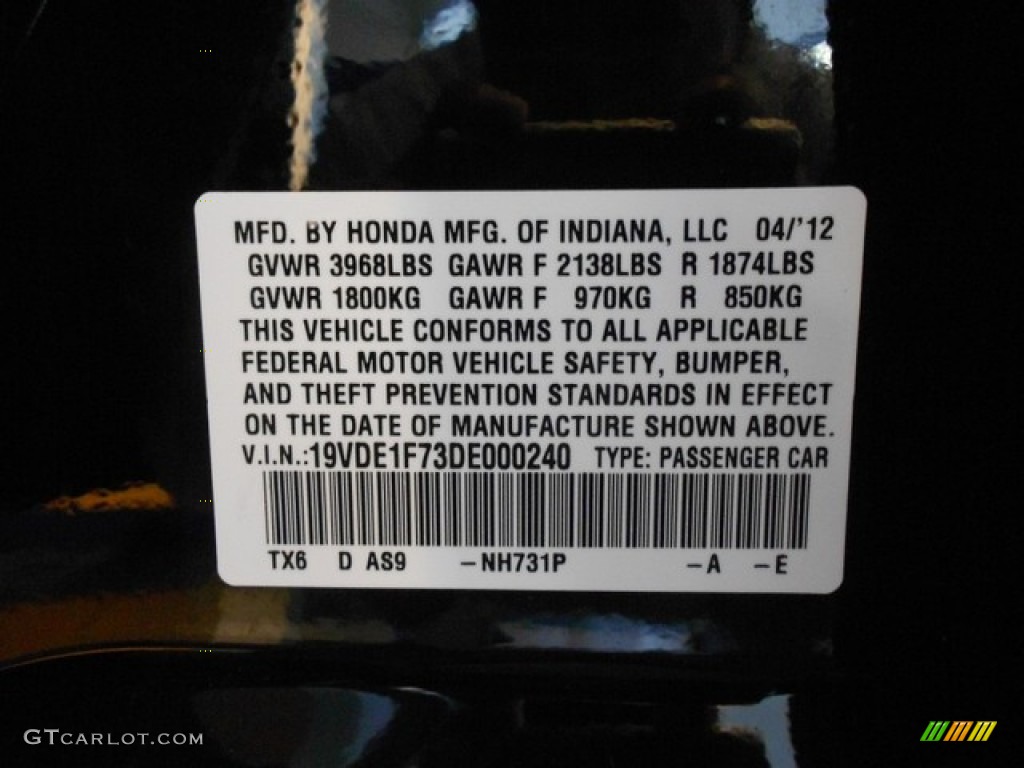 MFD. BY HONDA MFG. OF INDIANA, LLC 04/'12
GVWR 3968LBS GAWR F 2138LBS R 1874LBS
GVWR 1800KG GAWR F 970KG R 850KG
THIS VEHICLE CONFORMS TO ALL APPLICABLE
FEDERAL MOTOR VEHICLE SAFETY, BUMPER,
AND THEFT PREVENTION STANDARDS IN EFFECT
ON THE DATE OF MANUFACTURE SHOWN ABOVE.
V.I.N.:19VDE1F73DE000240 TYPE: PASSENGER CAR
TX6 D AS9 -NH731P -A -E
GTCARLOT.COM